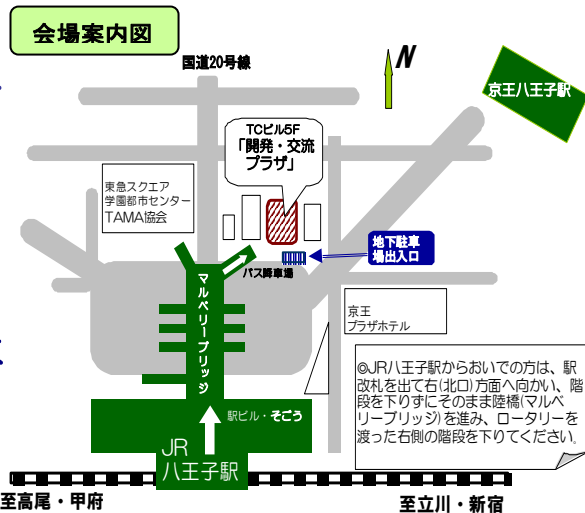 会場案内図
国道20号線
N
京王八王子駅
TCビル5F
「開発・交流
プラザ」
東急スクエア
学園都市センター
TAMA協会
地下駐車
場出入口
バス降車場
マルベリーブリッジ
京王
プラザホテル
◎JR八王子駅からおいでの方は、駅
改札を出て右(北口)方面へ向かい、階
段を下りずにそのまま陸橋(マルベ
リーブリッジ)を進み、ロータリーを
渡った右側の階段を下りてください。
駅ビル・そごう
JR
八王子駅
至高尾・甲府
至立川・新宿